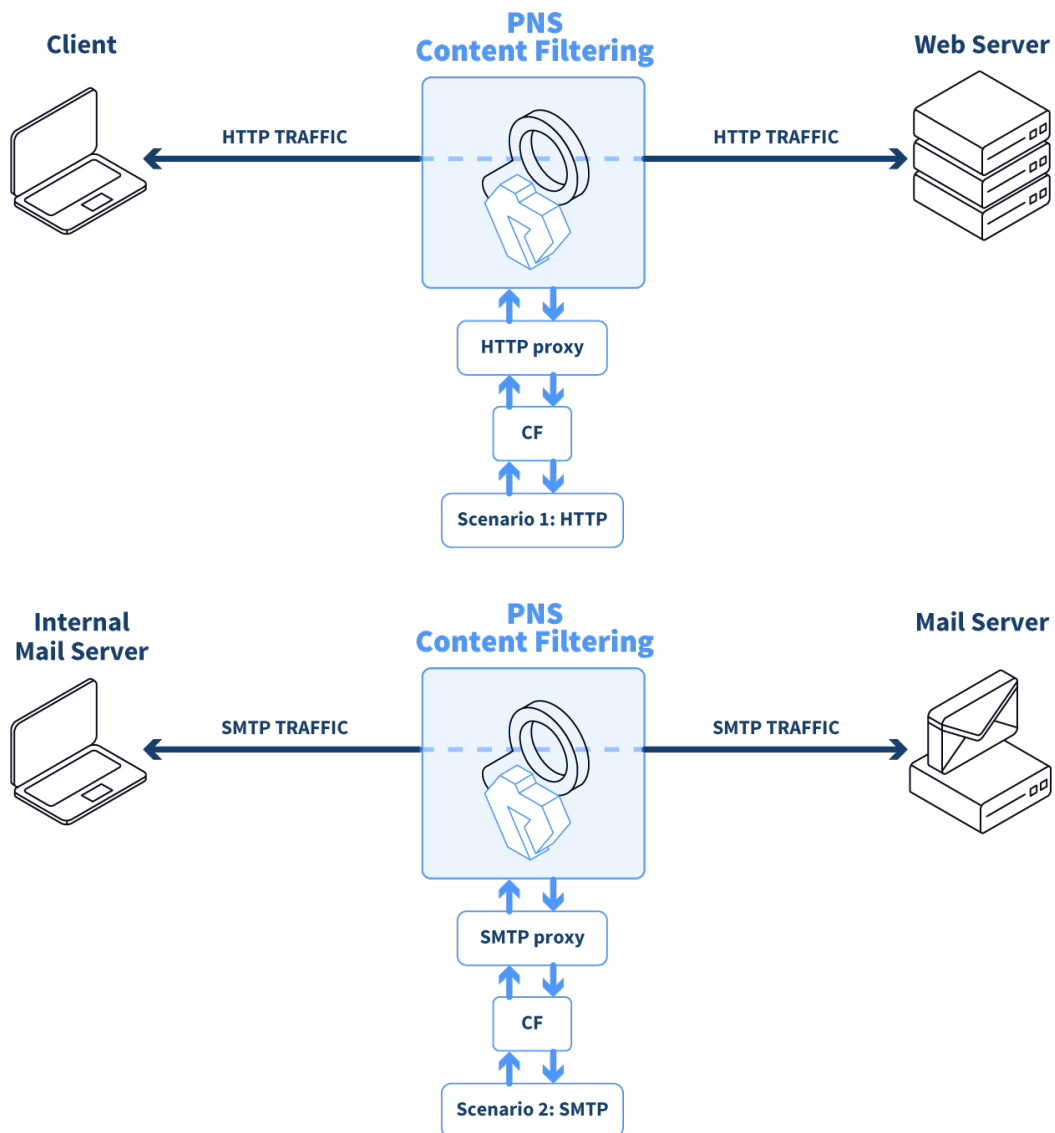 PNS
Client
Content Filtering
Web Server
HTTP TRAFFIC
HTTP TRAFFIC
HTTP proxy
CF
Scenario 1: HTTP
PNS
Internal
Mail Server
Content Filtering
Mail Server
SMTP TRAFFIC
SMTP TRAFFIC
SMTP proxy
CF
Scenario 2: SMTP